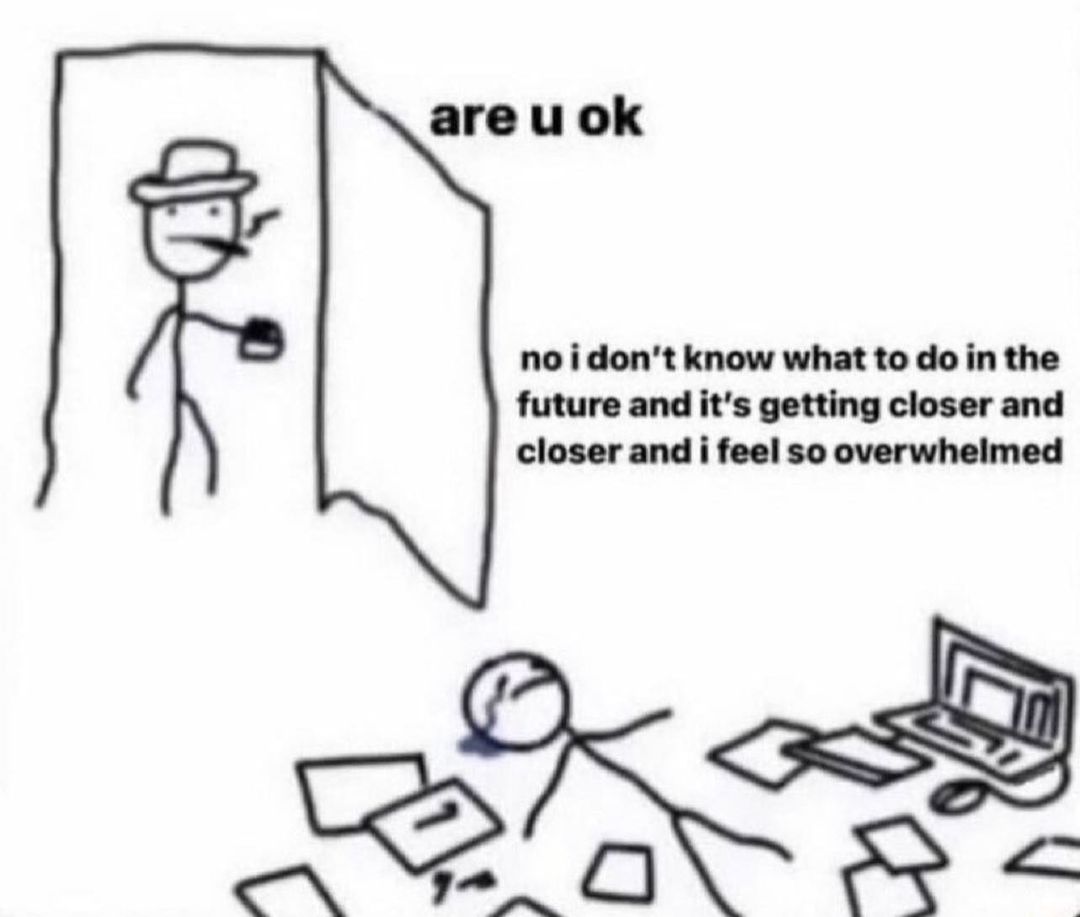 are u ok
no i don't know what to do in the
future and it's getting closer and
closer and i feel so overwhelmed